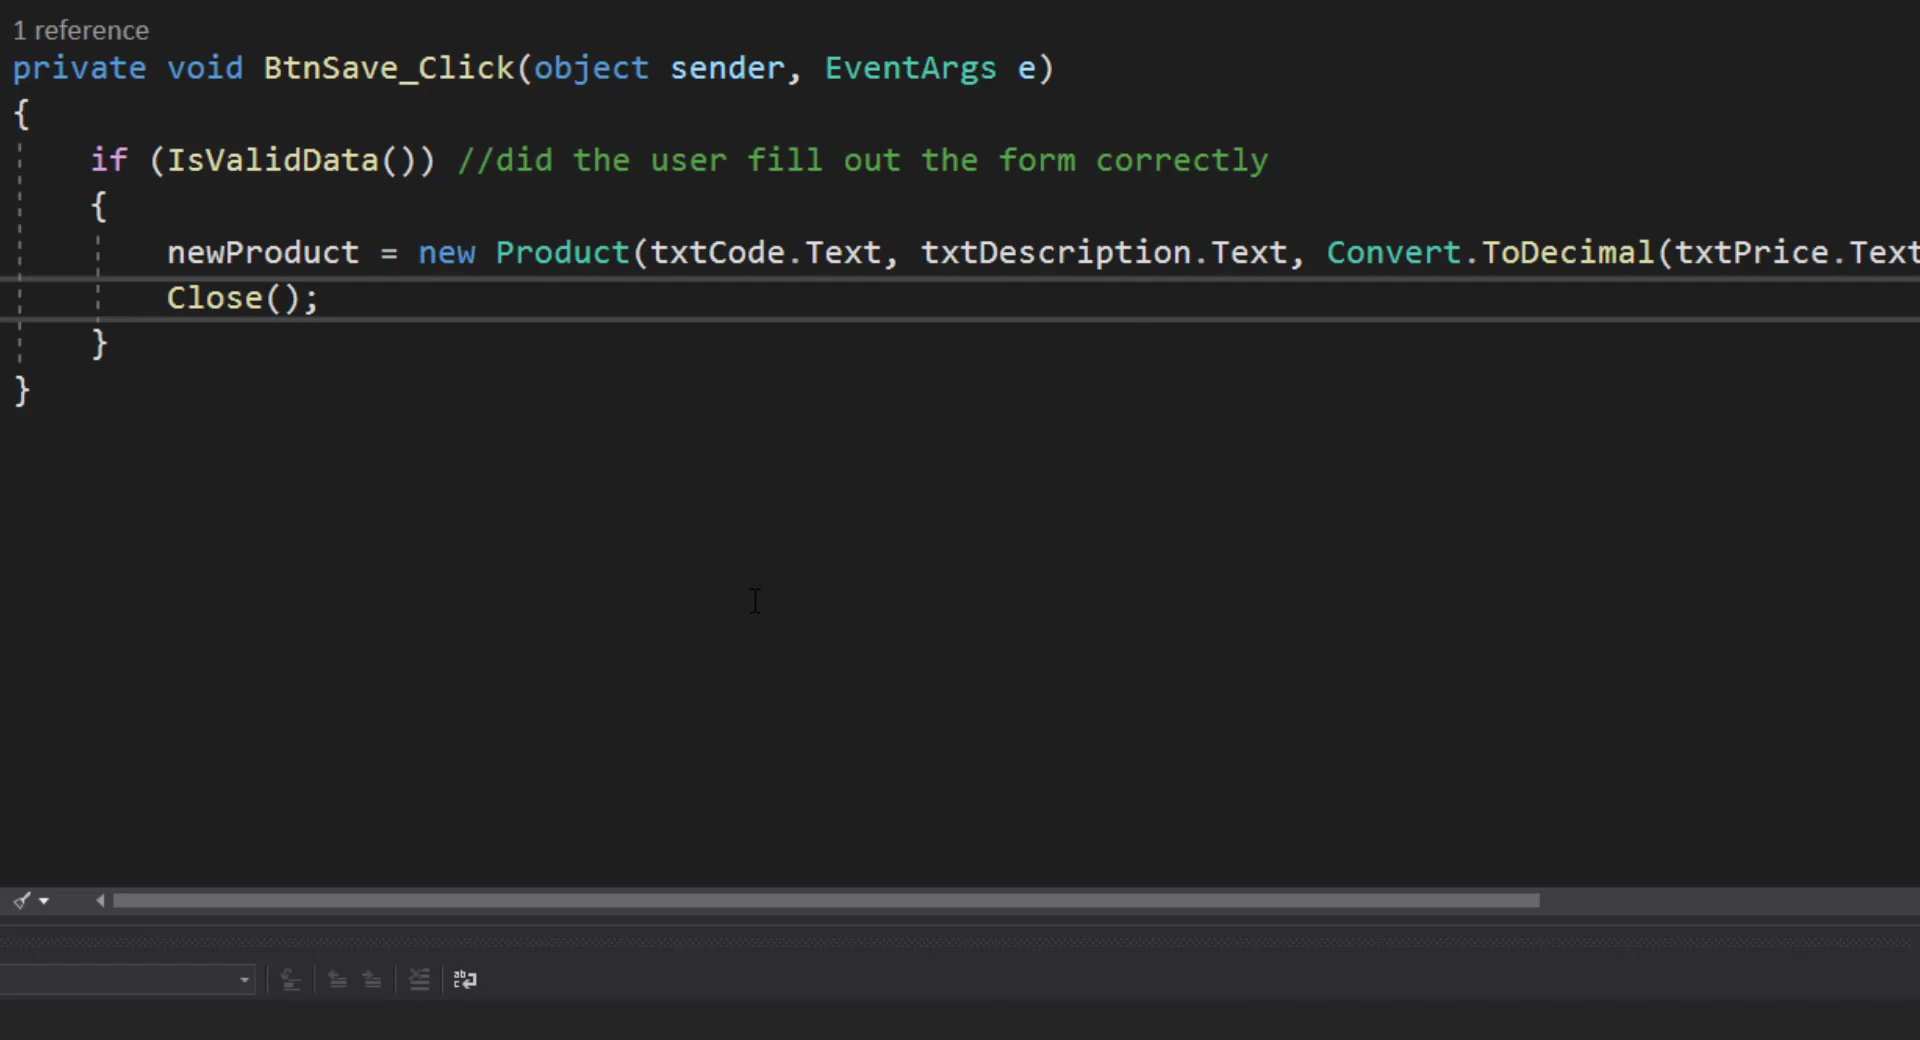 1 reference
private void BtnSave_Click(object sender, EventArgs e)
{
if (IsValidData()) //did the user fill out the form correctly
{
newProduct = new Product(txtCode.Text, txtDescription.Text, Convert.ToDecimal(txtPrice.Text
Close();
}
}